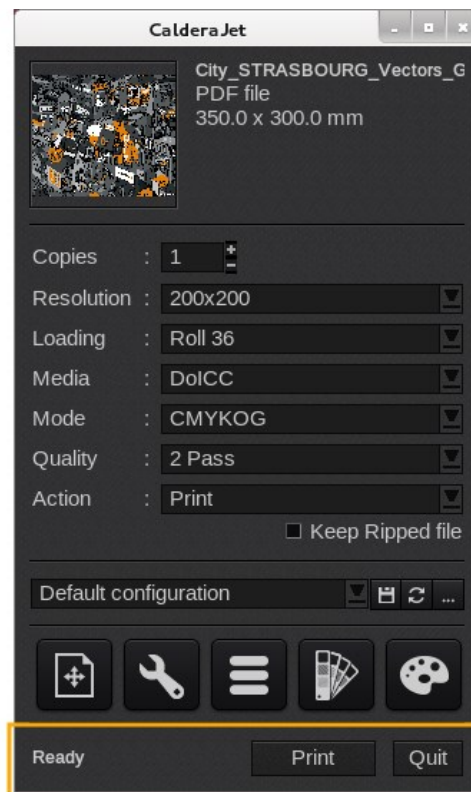 CalderaJet
City_STRASBOURG_Vectors_G
PDF file
350.0 x 300.0 mm
Copies : 1
Resolution : 200x200
Loading : Roll 36
Media : DoICC
Mode : CMYKOG
Quality : 2 Pass
Action : Print
Keep Ripped file
Default configuration ...
Ready Print Quit